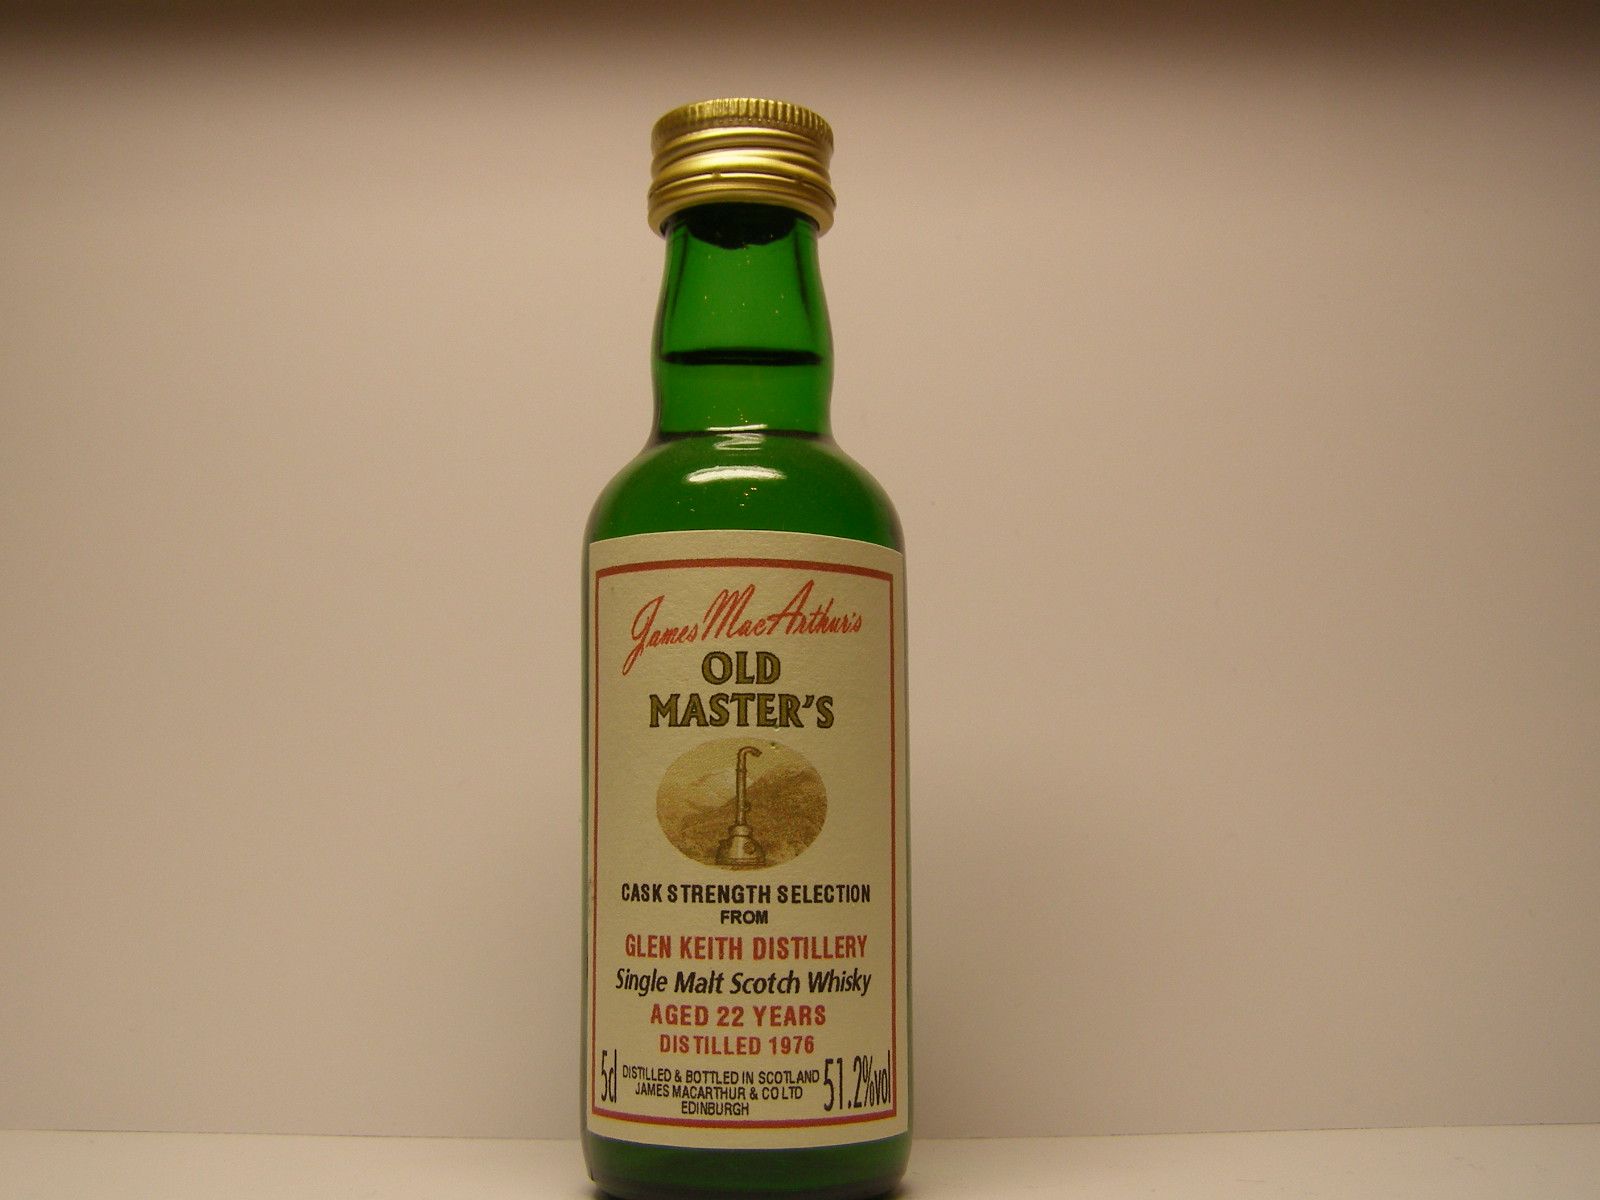 James MacArthur's
OLD
MASTER'S
CASK STRENGTH SELECTION
FROM
GLEN KEITH DISTILLERY
Single Malt Scotch Whisky
AGED 22 YEARS
DISTILLED 1976
5cl
DISTILLED & BOTTLED IN SCOTLAND
JAMES MACARTHUR & CO LTD
EDINBURGH
51.2%vol